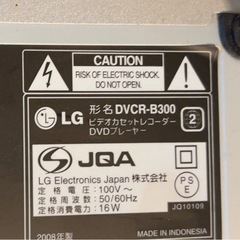 CAUTION
RISK OF ELECTRIC SHOCK.
DO NOT OPEN.
LG 形名 DVCR-B300
ビデオカセットレコーダー
DVDプレーヤー
2
JQA
LG Electronics Japan 株式会社
定格電圧：100V～
定格周波数：50/60Hz
定格消費電力：16W
PS
E
JQ10109
2008年製
MADE IN INDONESIA